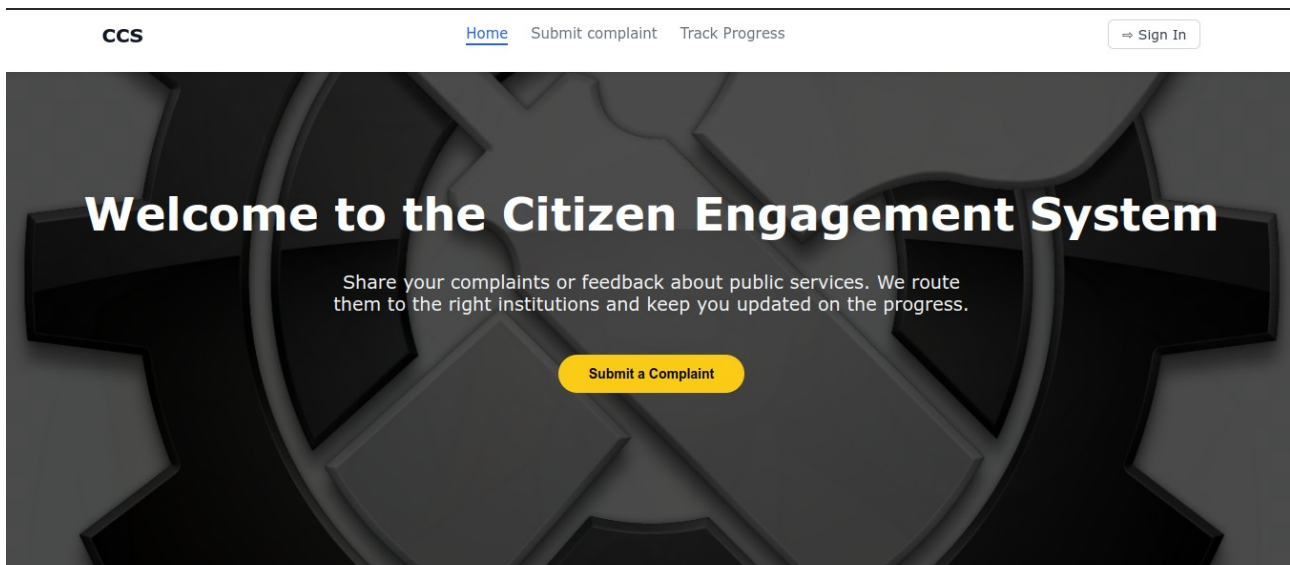 CCS
Home Submit complaint Track Progress
⇨ Sign In
Welcome to the Citizen Engagement System
Share your complaints or feedback about public services. We route
them to the right institutions and keep you updated on the progress.
Submit a Complaint